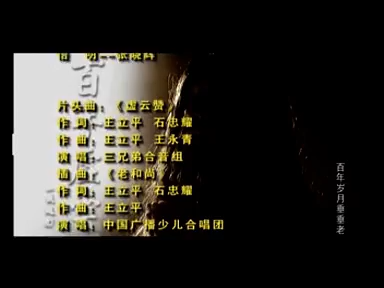 片头曲：《虚云赞》
作 词：王立平 石忠耀
作 曲：王立平 王永青
演 唱：三兄弟合音组
插 曲：《老和尚》
作 词：王立平 石忠耀
作 曲：王立平
演 唱：中国广播少儿合唱团
百年岁月垂垂老